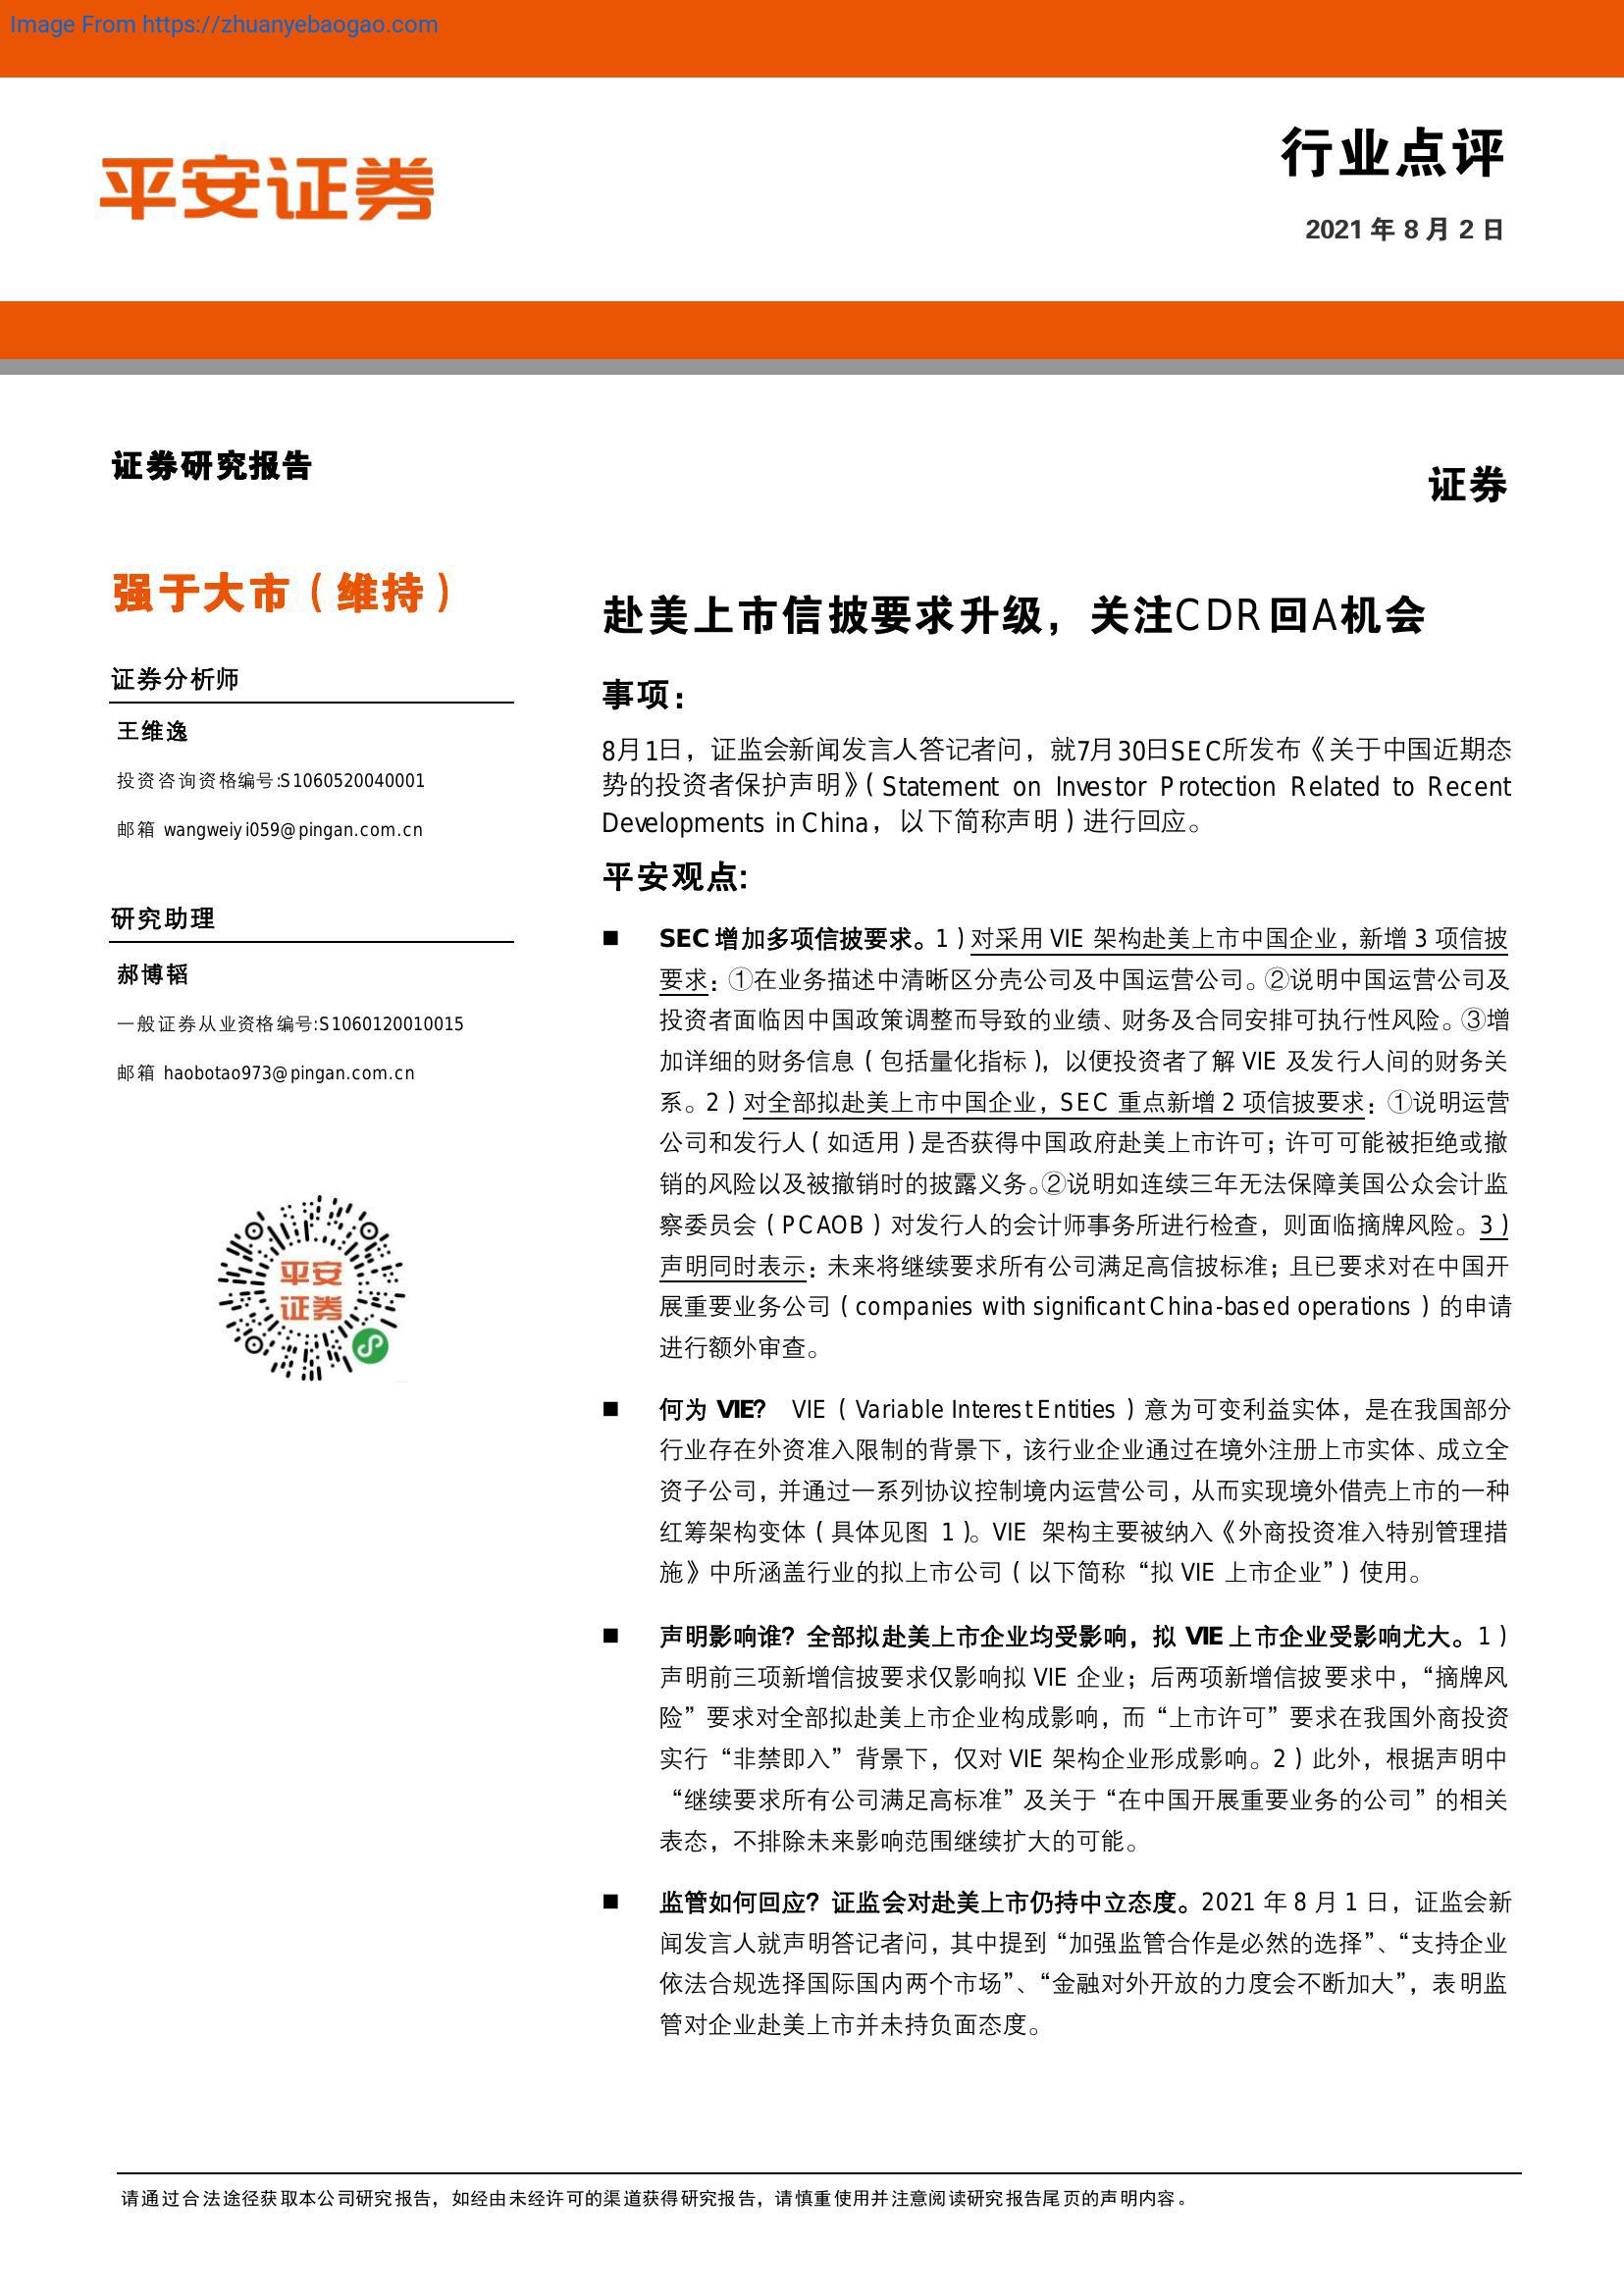 Image From https://zhuanyebaogao.com
平安证券
行业点评
2021 年 8 月 2 日
证券研究报告
证券
强于大市（维持）
证券分析师
王维逸
投资咨询资格编号:S1060520040001
邮箱 wangweiyi059@pingan.com.cn
研究助理
郝博韬
一般证券从业资格编号:S1060120010015
邮箱 haobotao973@pingan.com.cn
平安
证券
赴美上市信披要求升级，关注CDR回A机会
事项：
8月1日，证监会新闻发言人答记者问，就7月30日SEC所发布《关于中国近期态
势的投资者保护声明》（Statement on Investor Protection Related to Recent
Developments in China，以下简称声明）进行回应。
平安观点:
■ SEC 增加多项信披要求。1）对采用 VIE 架构赴美上市中国企业，新增 3 项信披
要求：①在业务描述中清晰区分壳公司及中国运营公司。②说明中国运营公司及
投资者面临因中国政策调整而导致的业绩、财务及合同安排可执行性风险。③增
加详细的财务信息（包括量化指标），以便投资者了解 VIE 及发行人间的财务关
系。2）对全部拟赴美上市中国企业，SEC 重点新增 2 项信披要求：①说明运营
公司和发行人（如适用）是否获得中国政府赴美上市许可；许可可能被拒绝或撤
销的风险以及被撤销时的披露义务。②说明如连续三年无法保障美国公众会计监
察委员会（PCAOB）对发行人的会计师事务所进行检查，则面临摘牌风险。3）
声明同时表示：未来将继续要求所有公司满足高信披标准；且已要求对在中国开
展重要业务公司（companies with significant China-based operations）的申请
进行额外审查。
■ 何为 VIE？ VIE（Variable Interest Entities）意为可变利益实体，是在我国部分
行业存在外资准入限制的背景下，该行业企业通过在境外注册上市实体、成立全
资子公司，并通过一系列协议控制境内运营公司，从而实现境外借壳上市的一种
红筹架构变体（具体见图 1）。VIE 架构主要被纳入《外商投资准入特别管理措
施》中所涵盖行业的拟上市公司（以下简称“拟 VIE 上市企业”）使用。
■ 声明影响谁？全部拟赴美上市企业均受影响，拟 VIE 上市企业受影响尤大。1）
声明前三项新增信披要求仅影响拟 VIE 企业；后两项新增信披要求中，“摘牌风
险”要求对全部拟赴美上市企业构成影响，而“上市许可”要求在我国外商投资
实行“非禁即入”背景下，仅对 VIE 架构企业形成影响。2）此外，根据声明中
“继续要求所有公司满足高标准”及关于“在中国开展重要业务的公司”的相关
表态，不排除未来影响范围继续扩大的可能。
■ 监管如何回应？证监会对赴美上市仍持中立态度。2021 年 8 月 1 日，证监会新
闻发言人就声明答记者问，其中提到“加强监管合作是必然的选择”、“支持企业
依法合规选择国际国内两个市场”、“金融对外开放的力度会不断加大”，表明监
管对企业赴美上市并未持负面态度。
请通过合法途径获取本公司研究报告，如经由未经许可的渠道获得研究报告，请慎重使用并注意阅读研究报告尾页的声明内容。